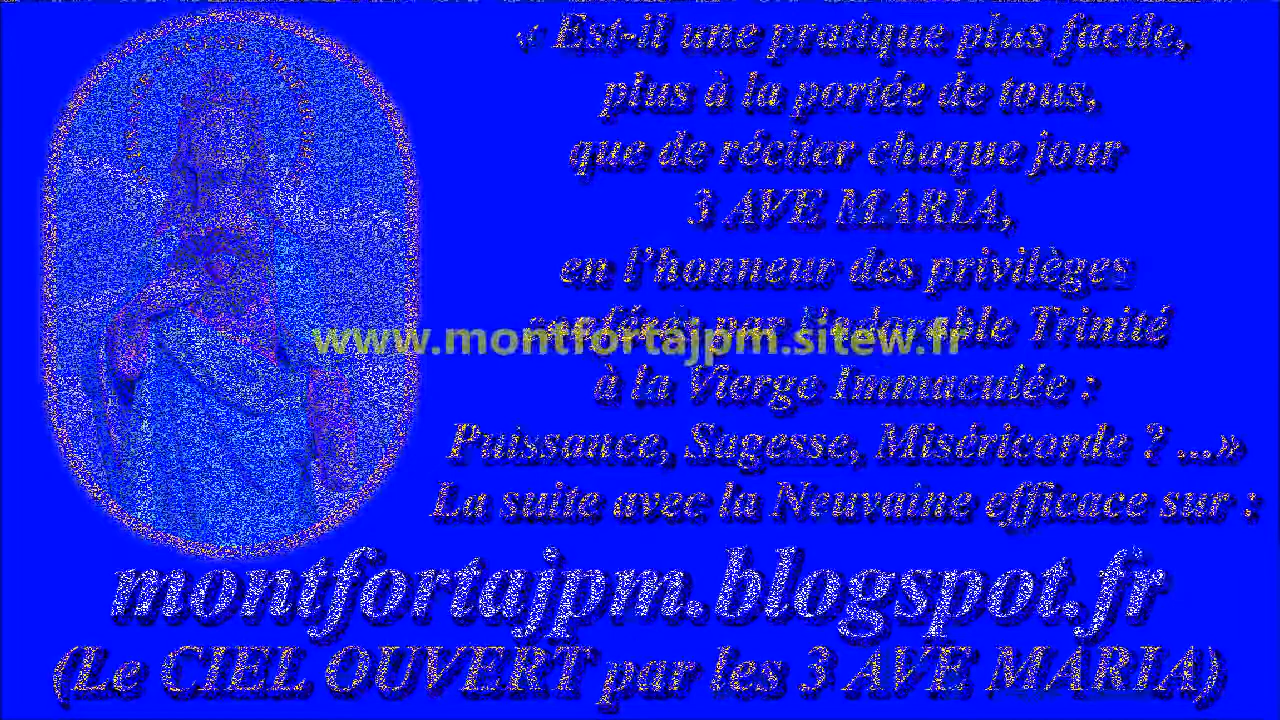 « Est-il une pratique plus facile,
plus à la portée de tous,
que de réciter chaque jour
3 AVE MARIA,
en l'honneur des privilèges
par l'adorable Trinité
www.montfortajpm.sitew.fr
à la Vierge Immaculée :
Puissance, Sagesse, Miséricorde ? ...»
La suite avec la Neuvaine efficace sur :
montfortajpm.blogspot.fr
(Le CIEL OUVERT par les 3 AVE MARIA)